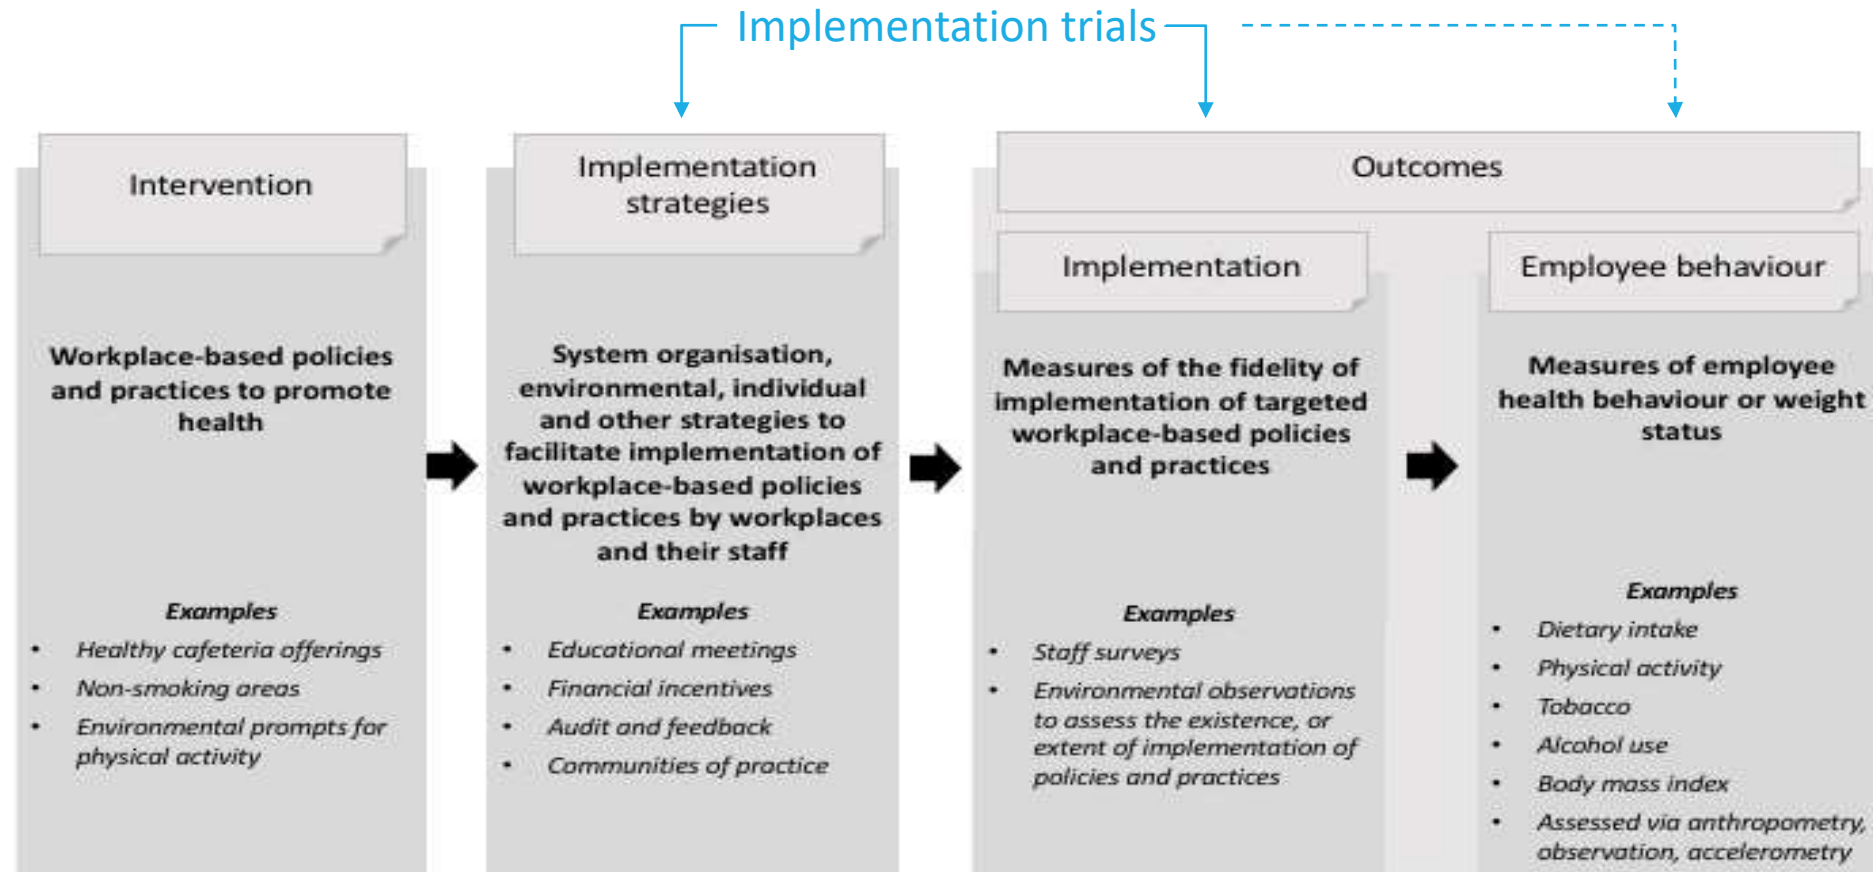 Implementation trials
Intervention
Workplace-based policies
and practices to promote
health
Examples
• Healthy cafeteria offerings
• Non-smoking areas
• Environmental prompts for
physical activity
Implementation
strategies
System organisation,
environmental, individual
and other strategies to
facilitate implementation of
workplace-based policies
and practices by workplaces
and their staff
Examples
• Educational meetings
• Financial incentives
• Audit and feedback
• Communities of practice
Outcomes
Implementation
Measures of the fidelity of
implementation of targeted
workplace-based policies
and practices
Examples
• Staff surveys
• Environmental observations
to assess the existence, or
extent of implementation of
policies and practices
Employee behaviour
Measures of employee
health behaviour or weight
status
Examples
• Dietary intake
• Physical activity
• Tobacco
• Alcohol use
• Body mass index
• Assessed via anthropometry,
observation, accelerometry